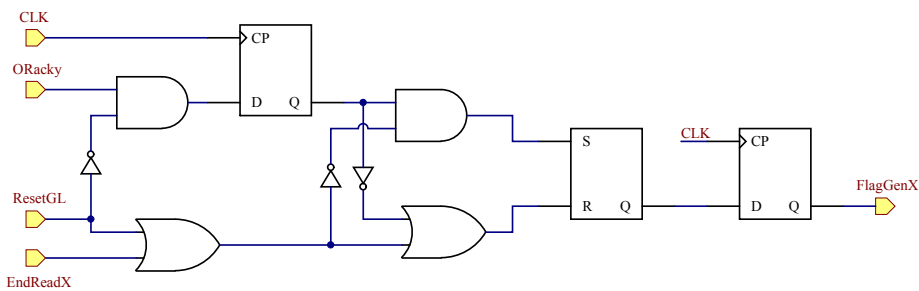 CLK
CP
ORacky
D Q
CLK
S
CP
ResetGL
FlagGenX
R Q
D Q
EndReadX